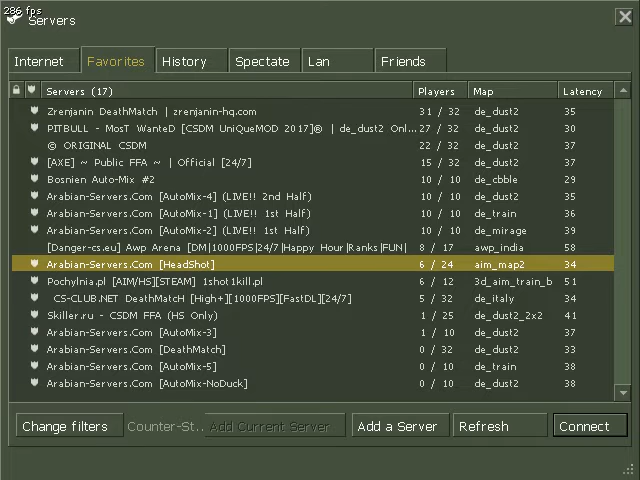 286 fps
Servers
Internet Favorites History Spectate Lan Friends
Servers (17) Players Map Latency
Zrenjanin DeathMatch | zrenjanin-hq.com 31 / 32 de_dust2 35
PITBULL - MosT WanteD [CSDM UniQueMOD 2017]® | de_dust2 Onl... 27 / 32 de_dust2 30
© ORIGINAL CSDM 22 / 32 de_dust2 37
[AXE] ~ Public FFA ~ | Official [24/7] 15 / 32 de_dust2 37
Bosnien Auto-Mix #2 10 / 10 de_cbble 29
Arabian-Servers.Com [AutoMix-4] (LIVE!! 2nd Half) 10 / 10 de_dust2 35
Arabian-Servers.Com [AutoMix-1] (LIVE!! 1st Half) 10 / 10 de_train 36
Arabian-Servers.Com [AutoMix-2] (LIVE!! 1st Half) 10 / 10 de_mirage 39
[Danger-cs.eu] Awp Arena [DM|1000FPS|24/7|Happy Hour|Ranks|FUN| 8 / 17 awp_india 58
Arabian-Servers.Com [HeadShot] 6 / 24 aim_map2 34
Pochylnia.pl [AIM/HS][STEAM] 1shot1kill.pl 6 / 12 3d_aim_train_b 51
CS-CLUB.NET DeathMatcH [High+][1000FPS][FastDL][24/7] 5 / 32 de_italy 34
Skiller.ru - CSDM FFA (HS Only) 1 / 25 de_dust2_2x2 41
Arabian-Servers.Com [AutoMix-3] 1 / 10 de_dust2 37
Arabian-Servers.Com [DeathMatch] 0 / 32 de_dust2 33
Arabian-Servers.Com [AutoMix-5] 0 / 10 de_train 38
Arabian-Servers.Com [AutoMix-NoDuck] 0 / 10 de_dust2 38
Change filters Counter-St.. Add Current Server Add a Server Refresh Connect